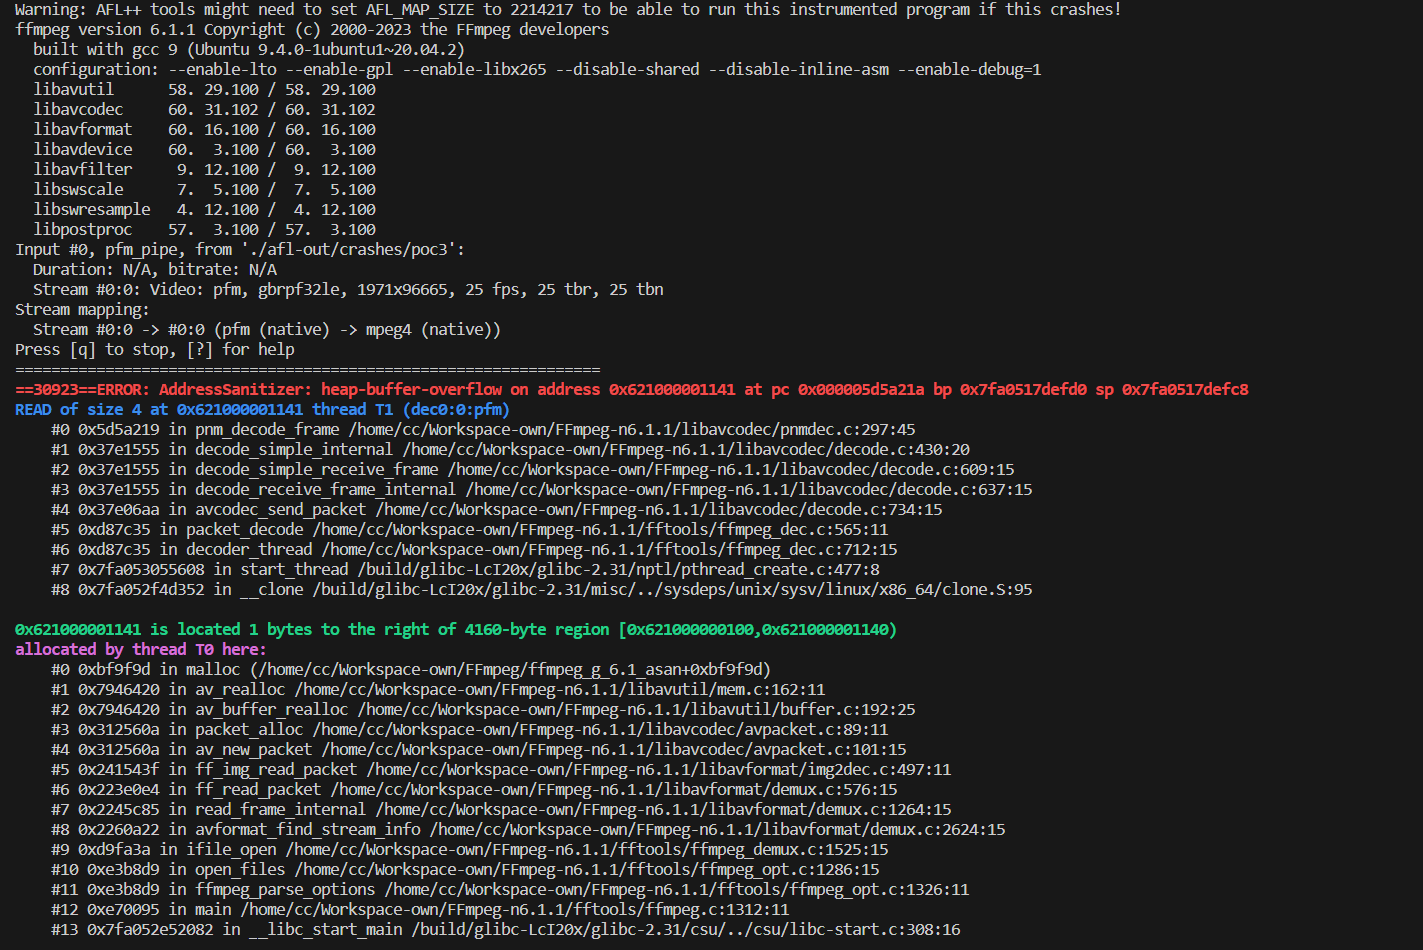 Warning: AFL++ tools might need to set AFL_MAP_SIZE to 2214217 to be able to run this instrumented program if this crashes!
ffmpeg version 6.1.1 Copyright (c) 2000-2023 the FFmpeg developers
  built with gcc 9 (Ubuntu 9.4.0-1ubuntu1~20.04.2)
  configuration: --enable-lto --enable-gpl --enable-libx265 --disable-shared --disable-inline-asm --enable-debug=1
  libavutil      58. 29.100 / 58. 29.100
  libavcodec     60. 31.102 / 60. 31.102
  libavformat    60. 16.100 / 60. 16.100
  libavdevice    60.  3.100 / 60.  3.100
  libavfilter     9. 12.100 /  9. 12.100
  libswscale      7.  5.100 /  7.  5.100
  libswresample   4. 12.100 /  4. 12.100
  libpostproc    57.  3.100 / 57.  3.100
Input #0, pfm_pipe, from './afl-out/crashes/poc3':
  Duration: N/A, bitrate: N/A
  Stream #0:0: Video: pfm, gbrpf32le, 1971x96665, 25 fps, 25 tbr, 25 tbn
Stream mapping:
  Stream #0:0 -> #0:0 (pfm (native) -> mpeg4 (native))
Press [q] to stop, [?] for help
=================================================================
==30923==ERROR: AddressSanitizer: heap-buffer-overflow on address 0x621000001141 at pc 0x000005d5a21a bp 0x7fa0517defd0 sp 0x7fa0517defc8
READ of size 4 at 0x621000001141 thread T1 (dec0:0:pfm)
    #0 0x5d5a219 in pnm_decode_frame /home/cc/Workspace-own/FFmpeg-n6.1.1/libavcodec/pnmdec.c:297:45
    #1 0x37e1555 in decode_simple_internal /home/cc/Workspace-own/FFmpeg-n6.1.1/libavcodec/decode.c:430:20
    #2 0x37e1555 in decode_simple_receive_frame /home/cc/Workspace-own/FFmpeg-n6.1.1/libavcodec/decode.c:609:15
    #3 0x37e1555 in decode_receive_frame_internal /home/cc/Workspace-own/FFmpeg-n6.1.1/libavcodec/decode.c:637:15
    #4 0x37e06aa in avcodec_send_packet /home/cc/Workspace-own/FFmpeg-n6.1.1/libavcodec/decode.c:734:15
    #5 0xd87c35 in packet_decode /home/cc/Workspace-own/FFmpeg-n6.1.1/fftools/ffmpeg_dec.c:565:11
    #6 0xd87c35 in decoder_thread /home/cc/Workspace-own/FFmpeg-n6.1.1/fftools/ffmpeg_dec.c:712:15
    #7 0x7fa053055608 in start_thread /build/glibc-LcI20x/glibc-2.31/nptl/pthread_create.c:477:8
    #8 0x7fa052f4d352 in __clone /build/glibc-LcI20x/glibc-2.31/misc/../sysdeps/unix/sysv/linux/x86_64/clone.S:95

0x621000001141 is located 1 bytes to the right of 4160-byte region [0x621000000100,0x621000001140)
allocated by thread T0 here:
    #0 0xbf9f9d in malloc (/home/cc/Workspace-own/FFmpeg/ffmpeg_g_6.1_asan+0xbf9f9d)
    #1 0x7946420 in av_realloc /home/cc/Workspace-own/FFmpeg-n6.1.1/libavutil/mem.c:162:11
    #2 0x7946420 in av_buffer_realloc /home/cc/Workspace-own/FFmpeg-n6.1.1/libavutil/buffer.c:192:25
    #3 0x312560a in packet_alloc /home/cc/Workspace-own/FFmpeg-n6.1.1/libavcodec/avpacket.c:89:11
    #4 0x312560a in av_new_packet /home/cc/Workspace-own/FFmpeg-n6.1.1/libavcodec/avpacket.c:101:15
    #5 0x241543f in ff_img_read_packet /home/cc/Workspace-own/FFmpeg-n6.1.1/libavformat/img2dec.c:497:11
    #6 0x223e0e4 in ff_read_packet /home/cc/Workspace-own/FFmpeg-n6.1.1/libavformat/demux.c:576:15
    #7 0x2245c85 in read_frame_internal /home/cc/Workspace-own/FFmpeg-n6.1.1/libavformat/demux.c:1264:15
    #8 0x2260a22 in avformat_find_stream_info /home/cc/Workspace-own/FFmpeg-n6.1.1/libavformat/demux.c:2624:15
    #9 0xd9fa3a in ifile_open /home/cc/Workspace-own/FFmpeg-n6.1.1/fftools/ffmpeg_demux.c:1525:15
    #10 0xe3b8d9 in open_files /home/cc/Workspace-own/FFmpeg-n6.1.1/fftools/ffmpeg_opt.c:1286:15
    #11 0xe3b8d9 in ffmpeg_parse_options /home/cc/Workspace-own/FFmpeg-n6.1.1/fftools/ffmpeg_opt.c:1326:11
    #12 0xe70095 in main /home/cc/Workspace-own/FFmpeg-n6.1.1/fftools/ffmpeg.c:1312:11
    #13 0x7fa052e52082 in __libc_start_main /build/glibc-LcI20x/glibc-2.31/csu/../csu/libc-start.c:308:16